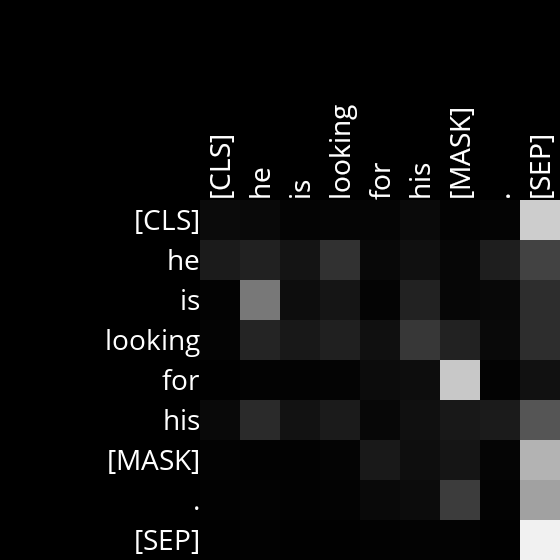 [CLS] he is looking for his [MASK] . [SEP]
[CLS]
he
is
looking
for
his
[MASK]
.
[SEP]